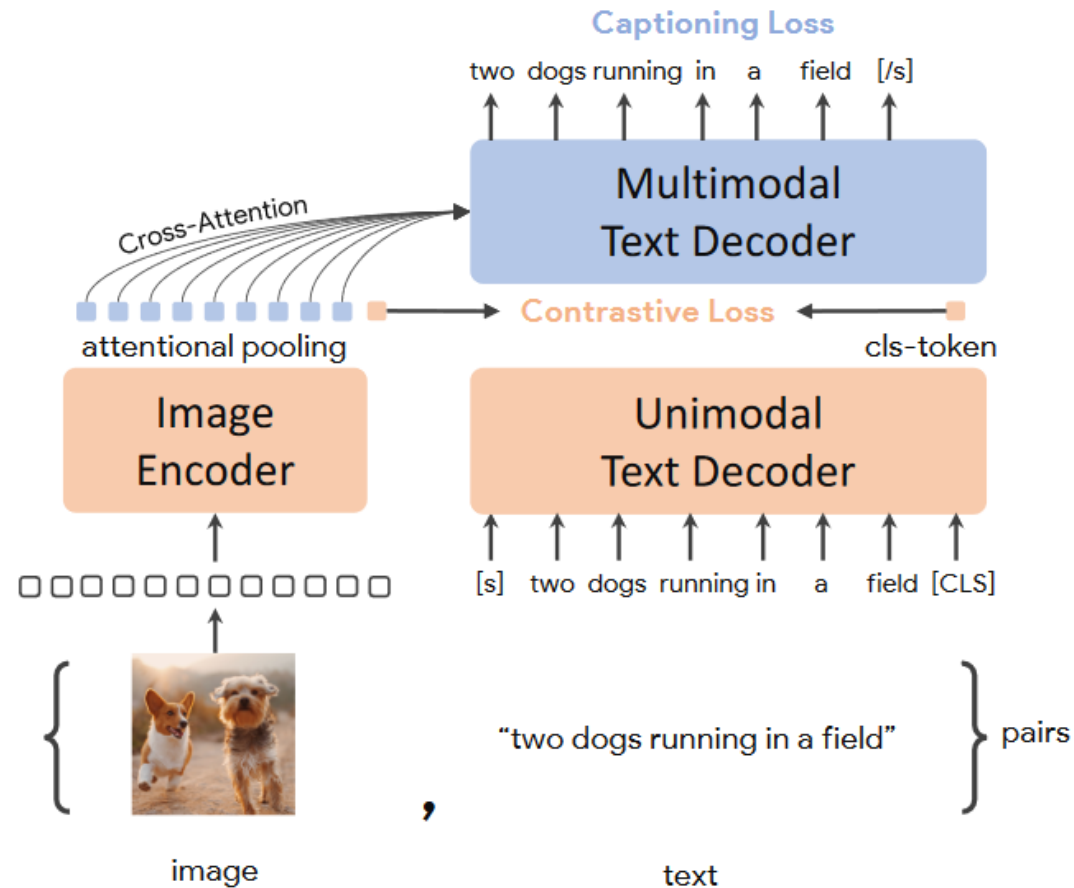 Captioning Loss
two dogs running in a field [/s]
Multimodal
Text Decoder
Cross-Attention
Contrastive Loss
attentional pooling
cls-token
Image
Encoder
Unimodal
Text Decoder
[s] two dogs running in a field [CLS]
“two dogs running in a field”
pairs
,
image
text